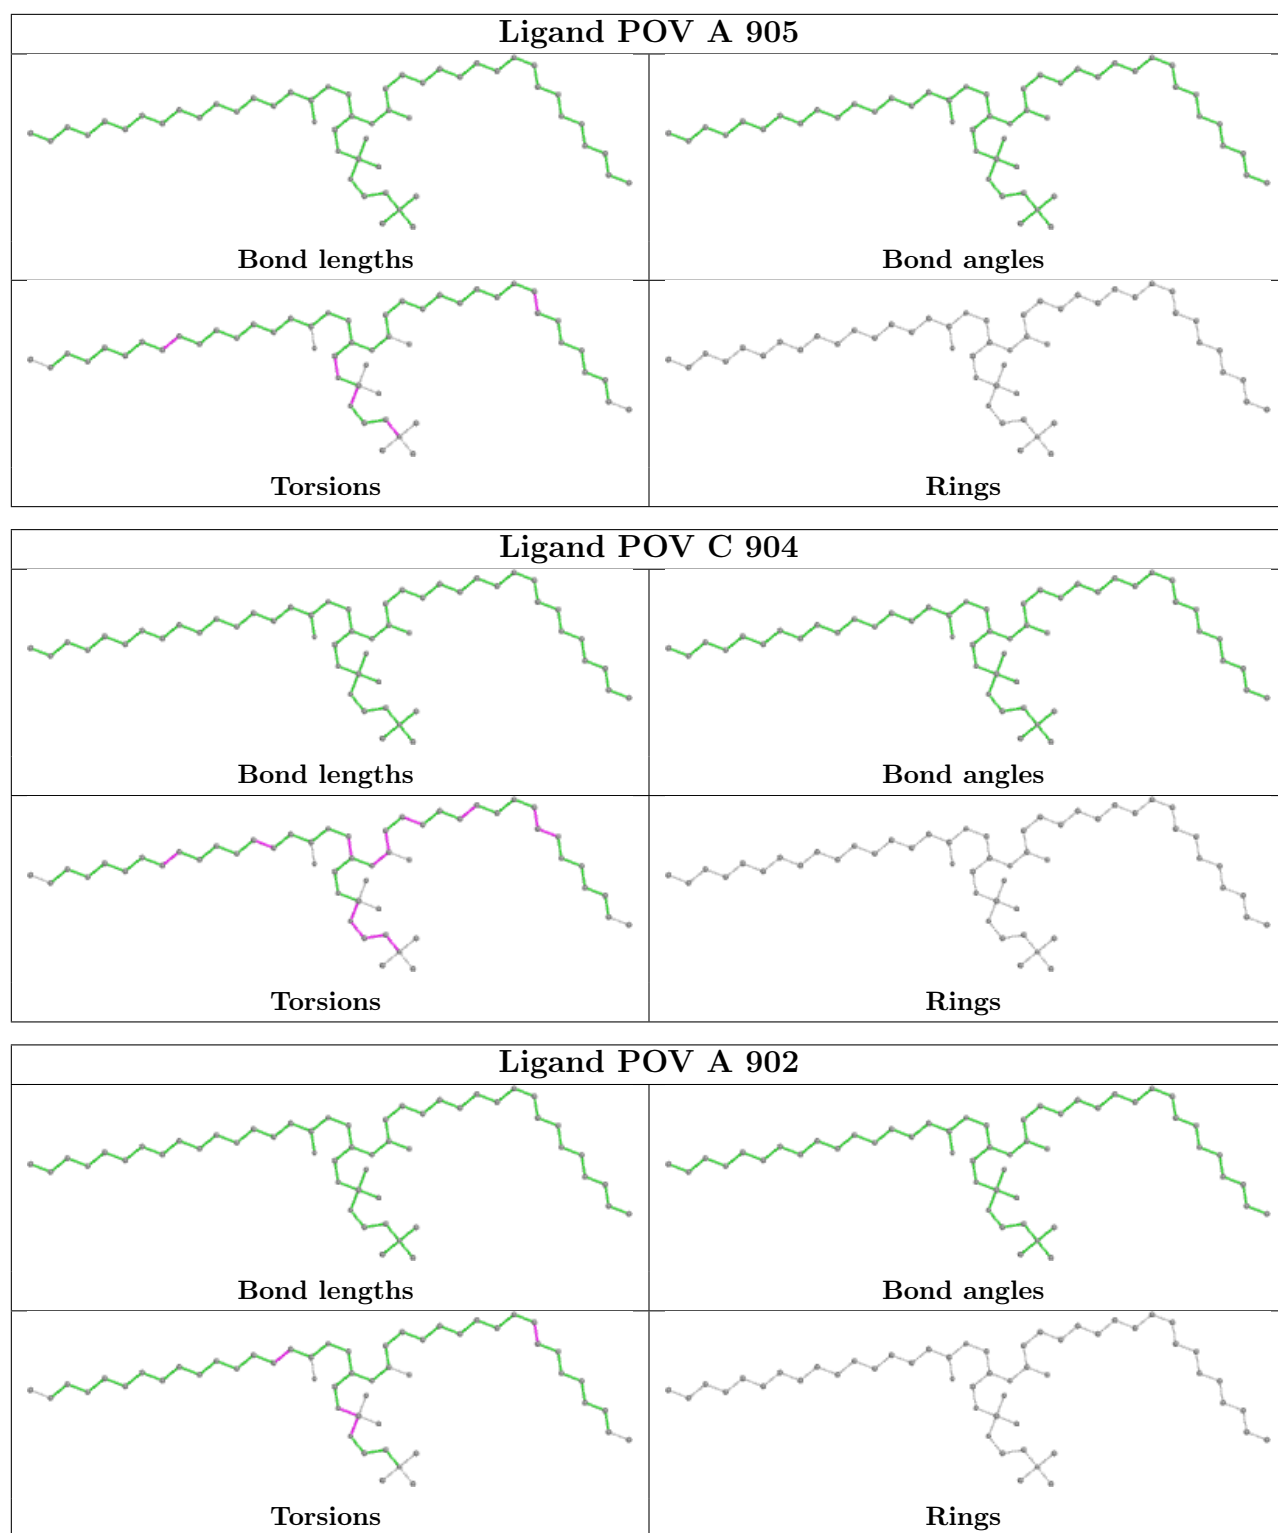 Ligand POV A 905
Bond lengths
Bond angles
Torsions
Rings
Ligand POV C 904
Bond lengths
Bond angles
Torsions
Rings
Ligand POV A 902
Bond lengths
Bond angles
Torsions
Rings